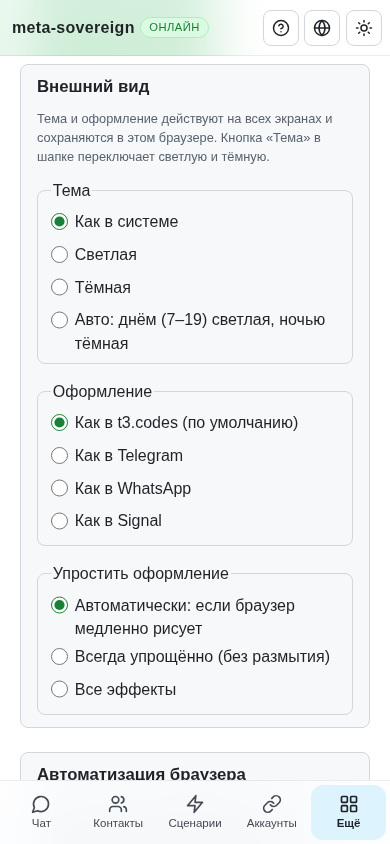 meta-sovereign ОНЛАЙН
Внешний вид
Тема и оформление действуют на всех экранах и
сохраняются в этом браузере. Кнопка «Тема» в
шапке переключает светлую и тёмную.
Тема
Как в системе
Светлая
Тёмная
Авто: днём (7–19) светлая, ночью
тёмная
Оформление
Как в t3.codes (по умолчанию)
Как в Telegram
Как в WhatsApp
Как в Signal
Упростить оформление
Автоматически: если браузер
медленно рисует
Всегда упрощённо (без размытия)
Все эффекты
Автоматизация браузера
Чат Контакты Сценарии Аккаунты Ещё